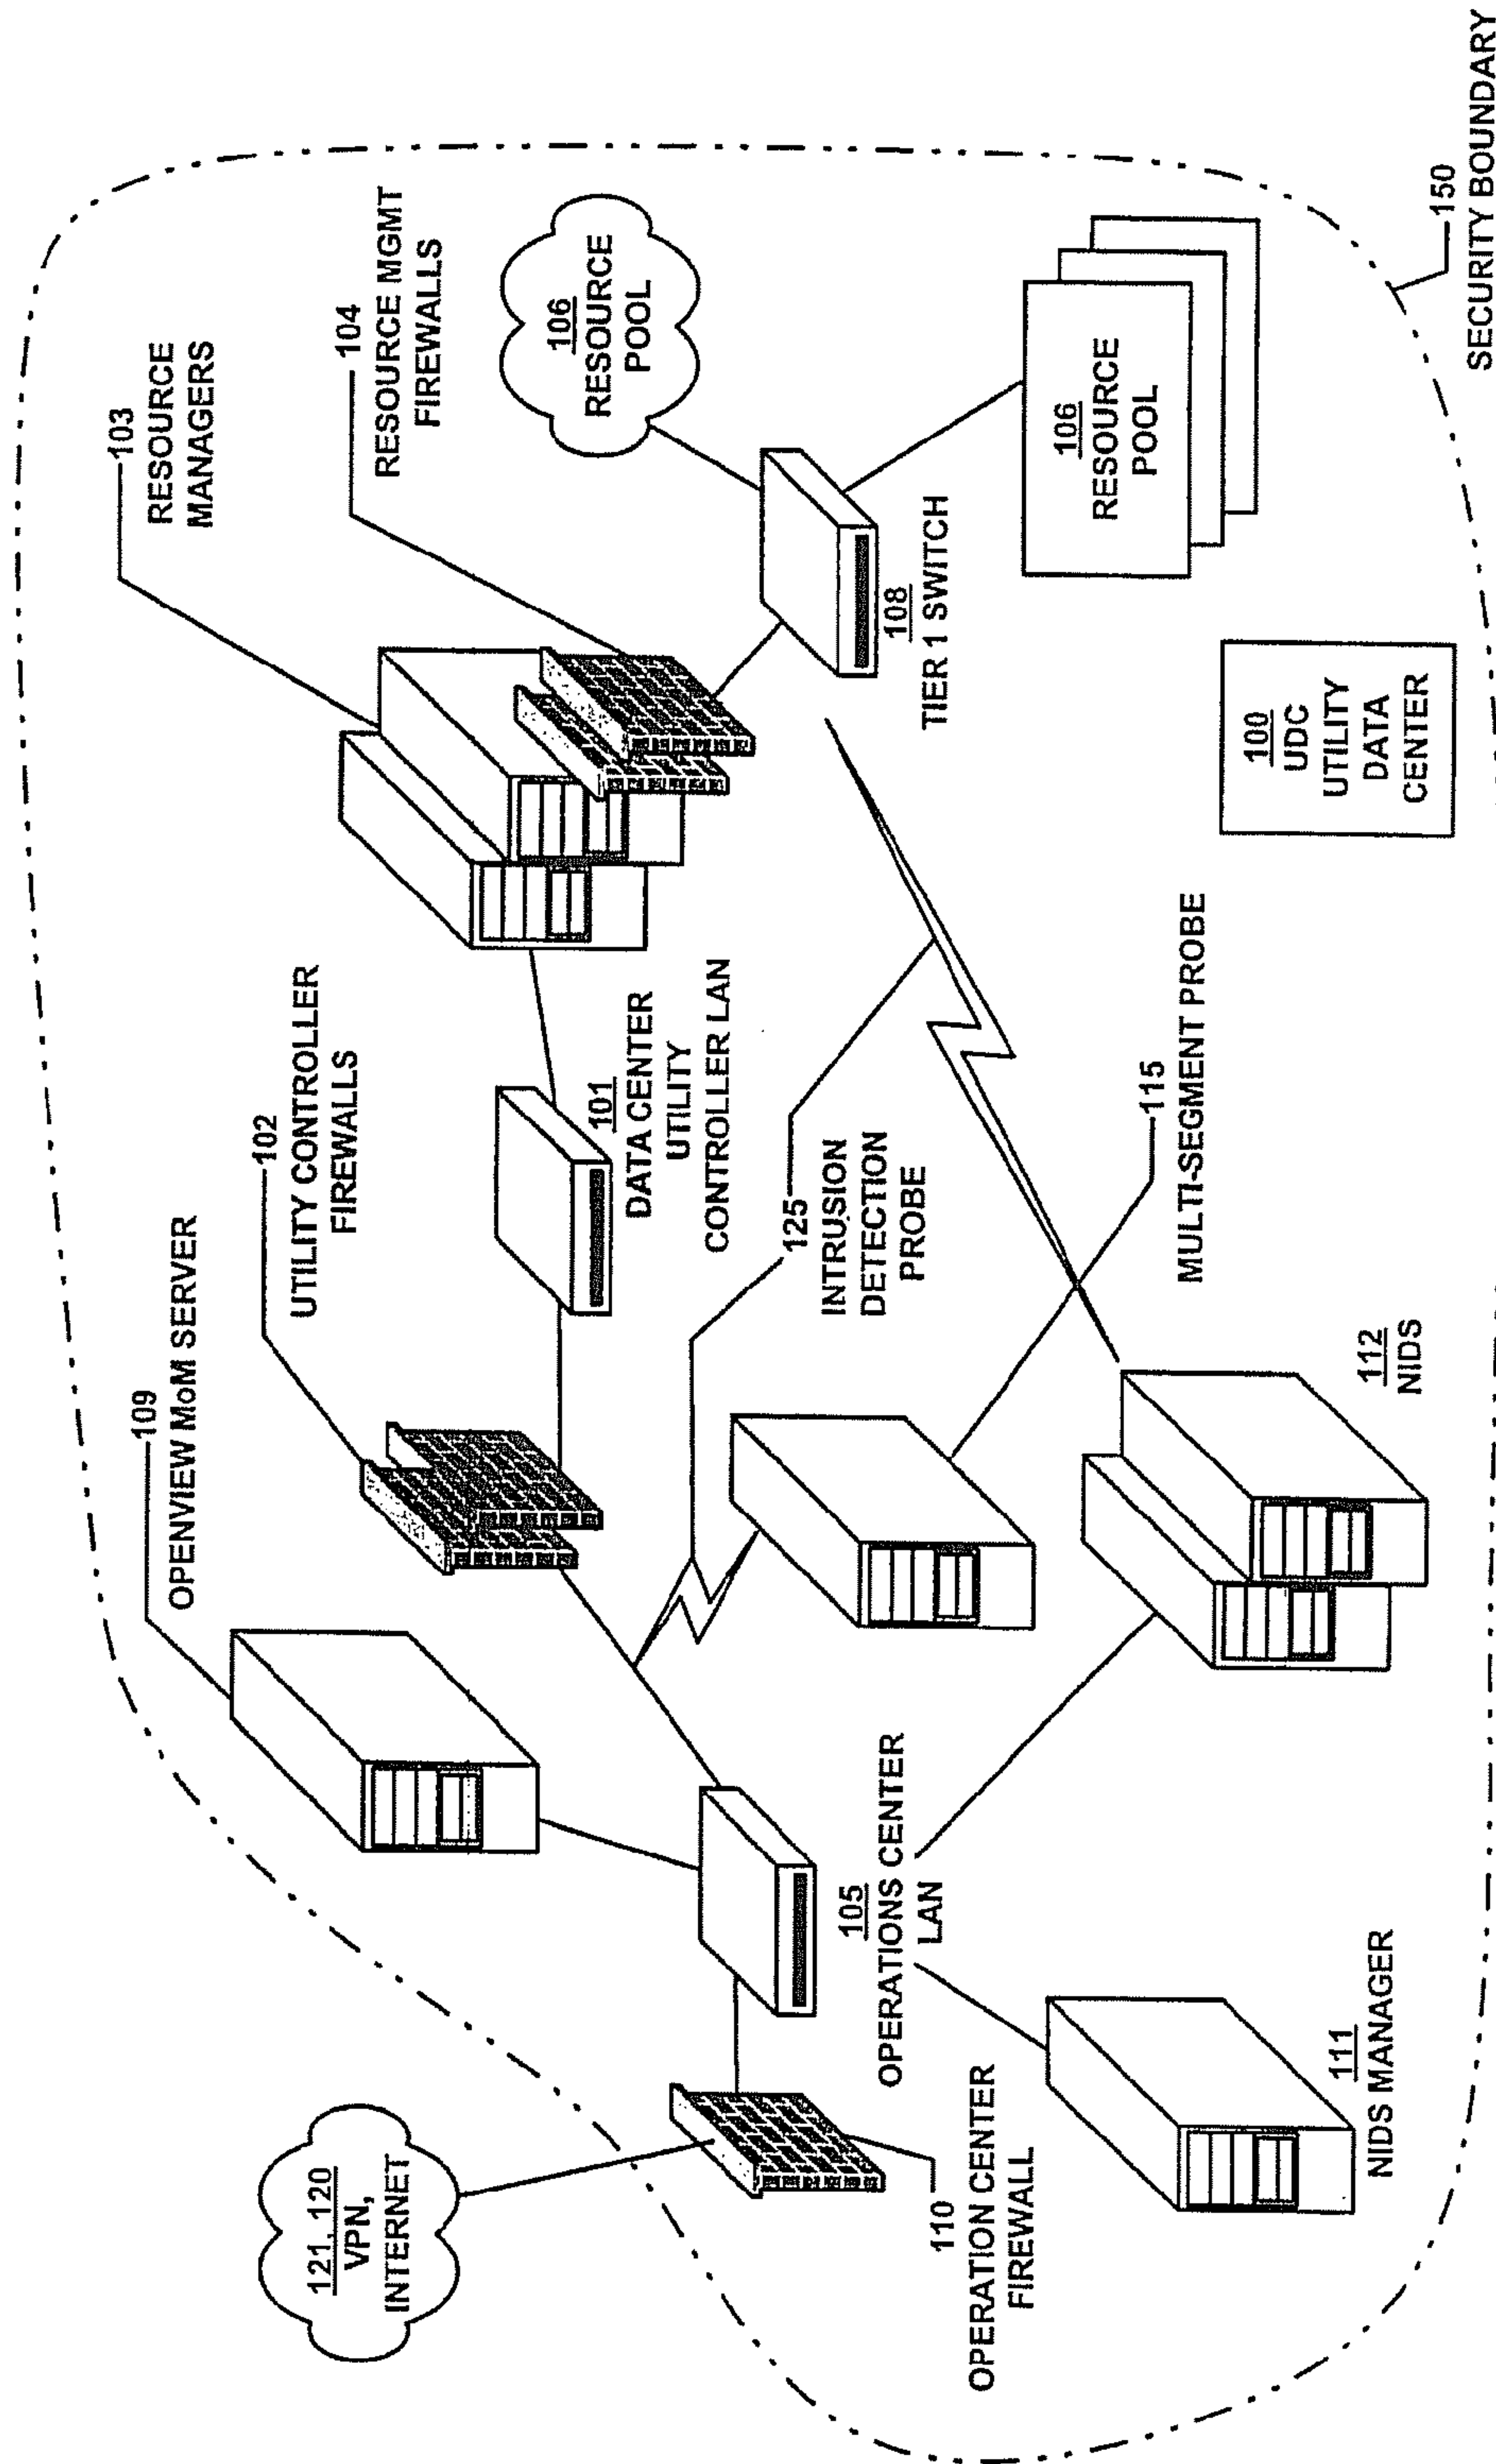 121, 120
VPN,
INTERNET
109
OPENVIEW MoM SERVER
102
UTILITY CONTROLLER
FIREWALLS
103
RESOURCE
MANAGERS
104
RESOURCE MGMT
FIREWALLS
106
RESOURCE
POOL
101
DATA CENTER
UTILITY
CONTROLLER LAN
108
TIER 1 SWITCH
106
RESOURCE
POOL
110
OPERATION CENTER
FIREWALL
105
OPERATIONS CENTER
LAN
125
INTRUSION
DETECTION
PROBE
115
MULTI-SEGMENT PROBE
100
UDC
UTILITY
DATA
CENTER
111
NIDS MANAGER
112
NIDS
150
SECURITY BOUNDARY